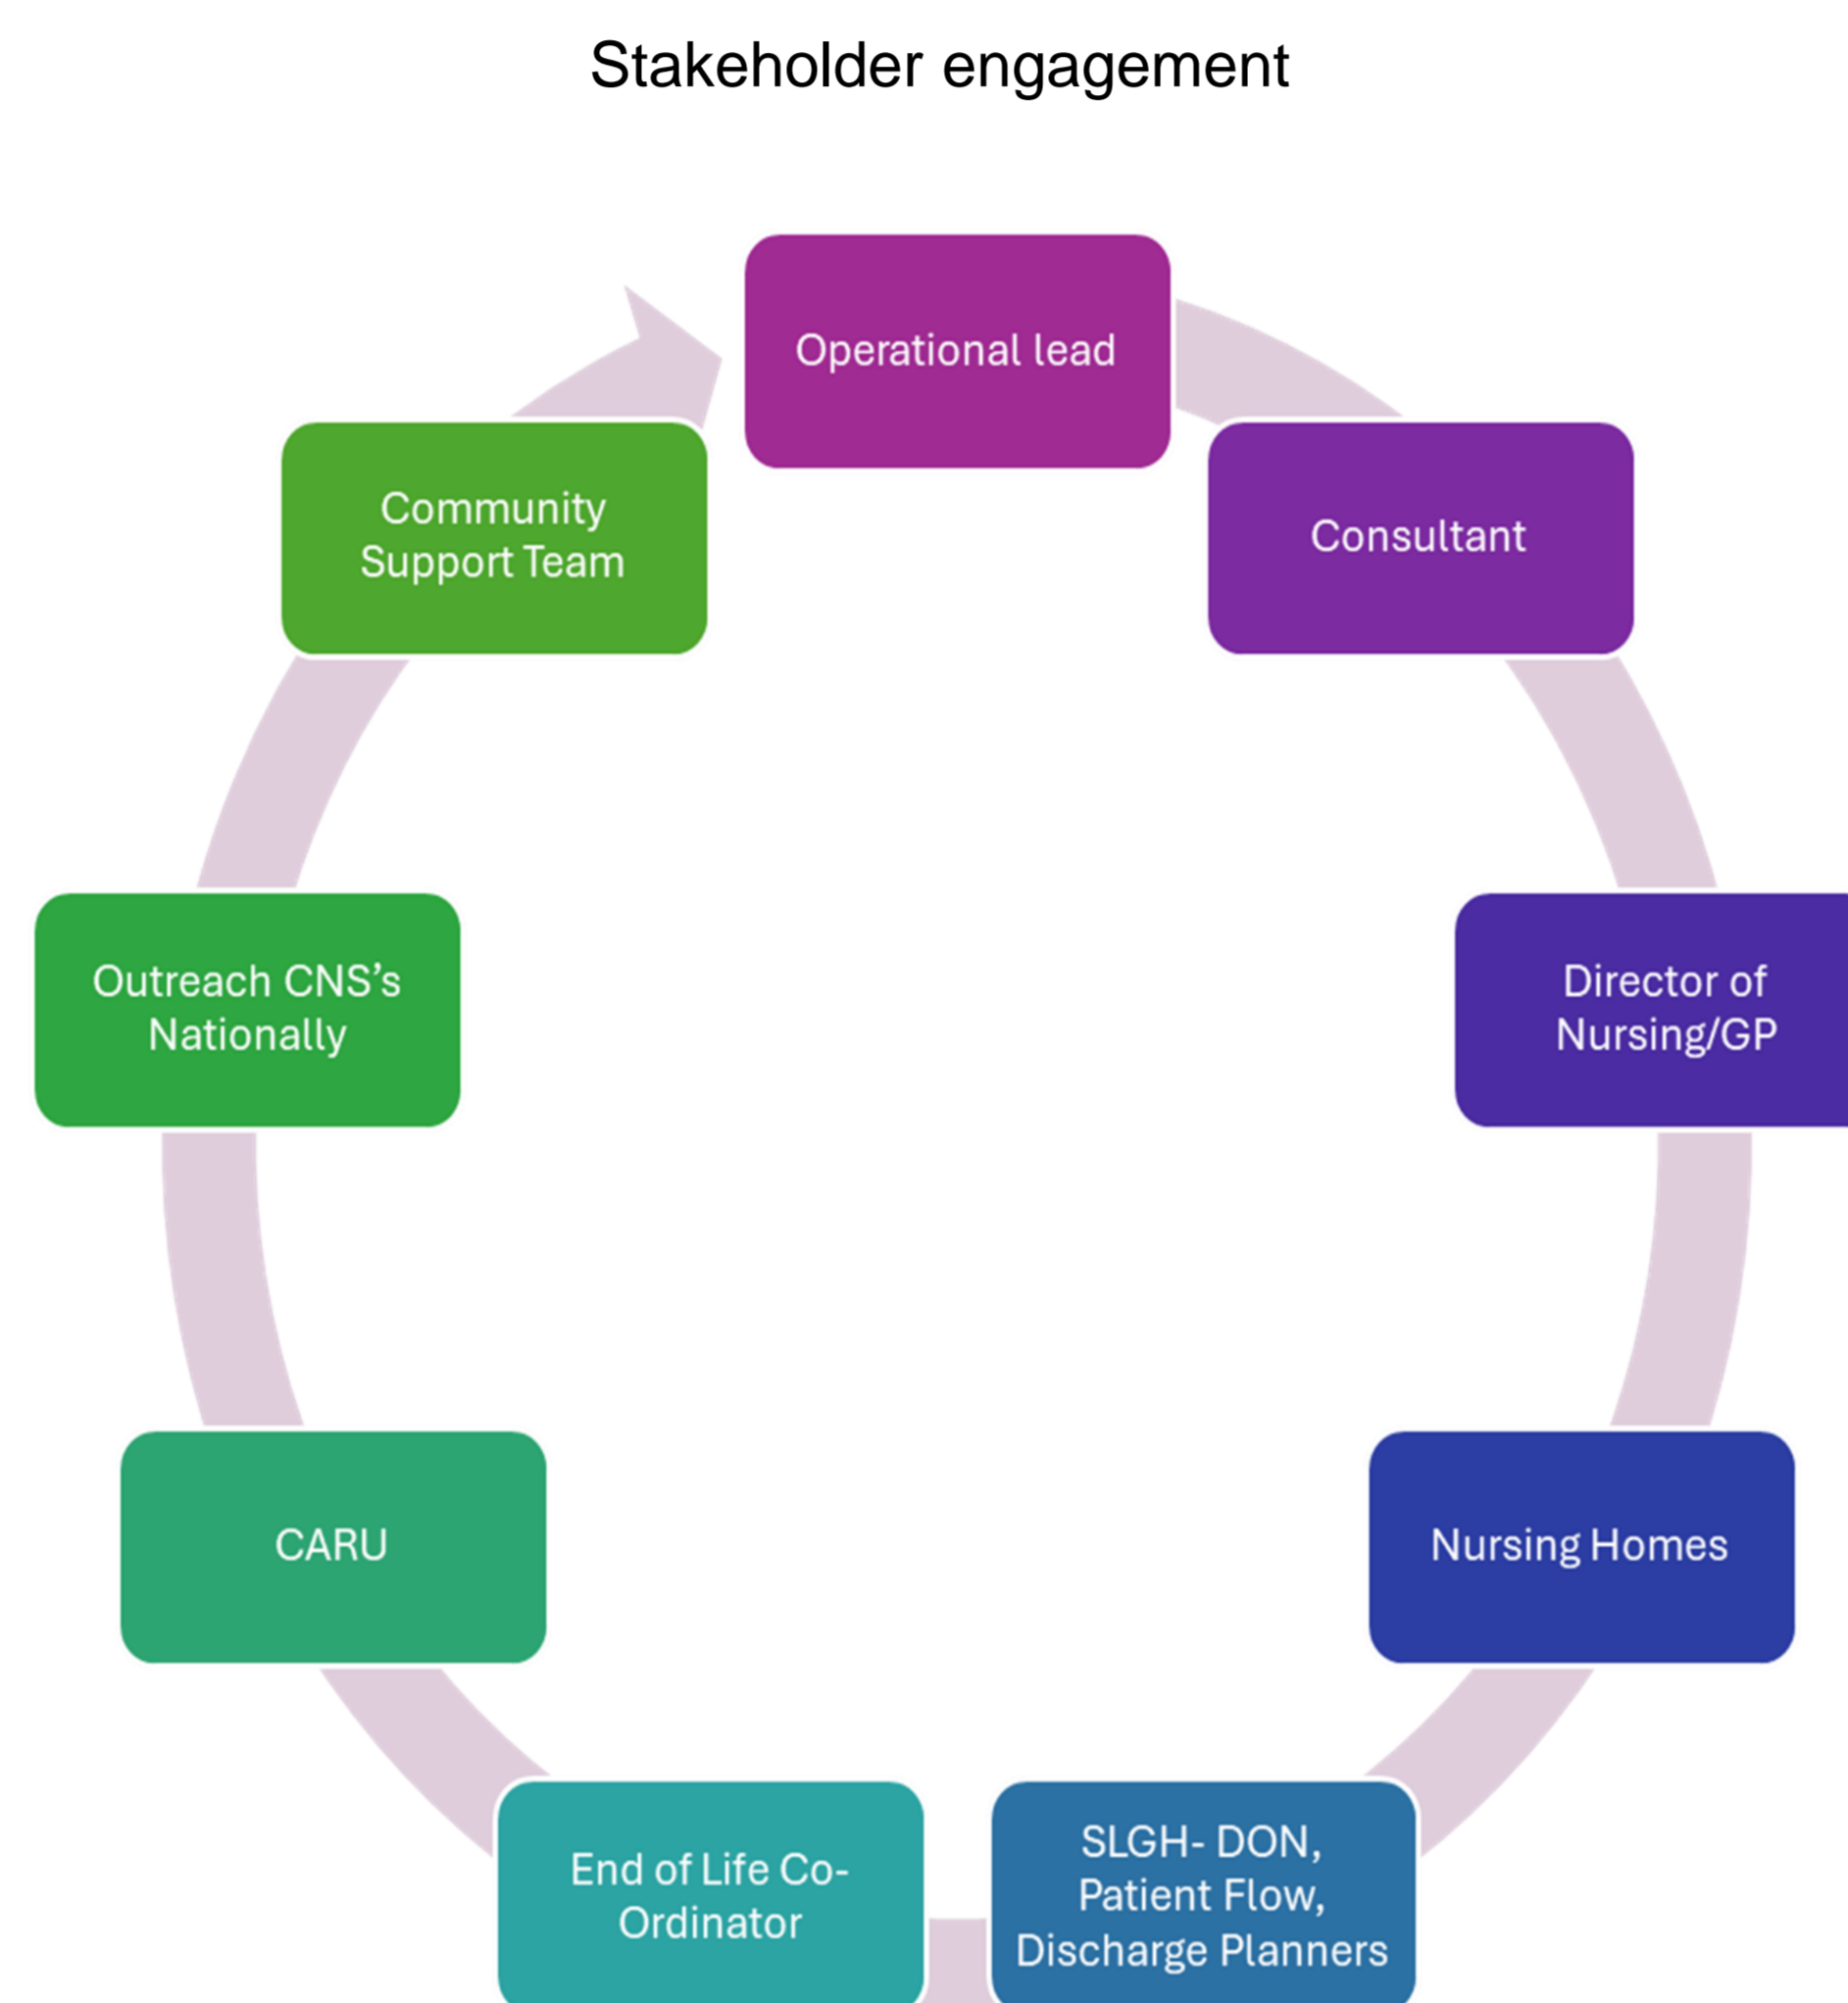 Stakeholder engagement
Operational lead
Consultant
Director of
Nursing/GP
Nursing Homes
SLGH- DON,
Patient Flow,
Discharge Planners
End of Life Co-
Ordinator
CARU
Outreach CNS’s
Nationally
Community
Support Team